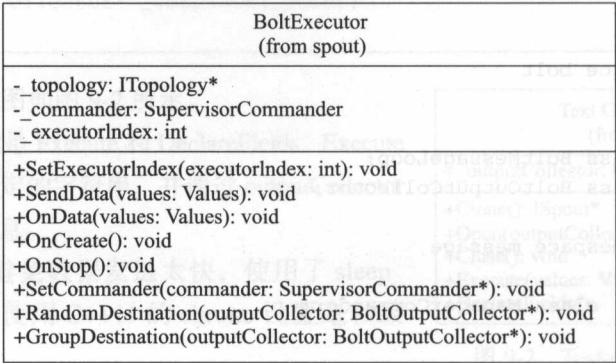 BoltExecutor
(from spout)
-_topology: ITopology*
-_commander: SupervisorCommander
-_executorIndex: int
+SetExecutorIndex(executorIndex: int): void
+SendData(values: Values): void
+OnData(values: Values): void
+OnCreate(): void
+OnStop(): void
+SetCommander(commander: SupervisorCommander*): void
+RandomDestination(outputCollector: BoltOutputCollector*): void
+GroupDestination(outputCollector: BoltOutputCollector*): void